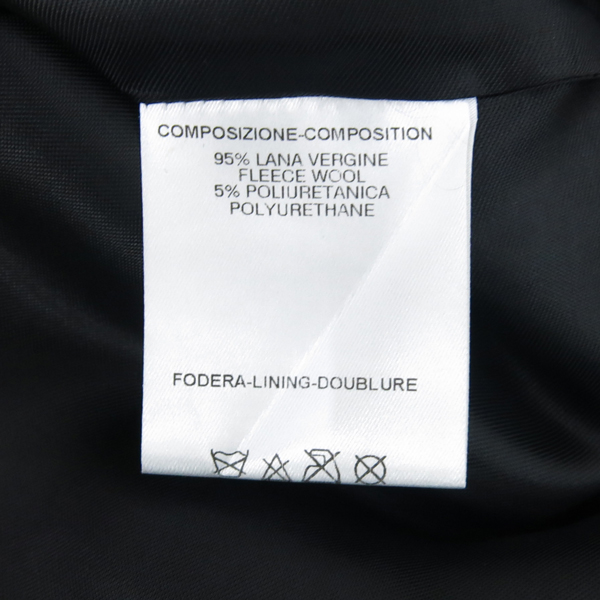 COMPOSIZIONE-COMPOSITION
95% LANA VERGINE
FLEECE WOOL
5% POLIURETANICA
POLYURETHANE
FODERA-LINING-DOUBLURE